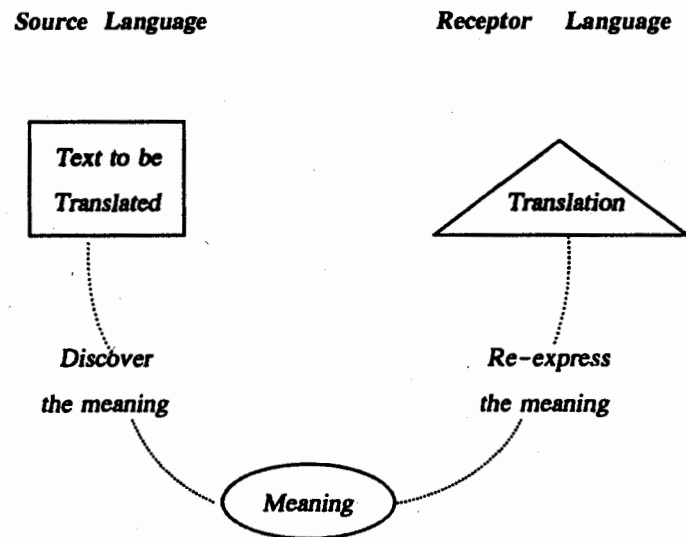 Source Language
Receptor Language
Text to be
Translated
Translation
Discover
the meaning
Re-express
the meaning
Meaning